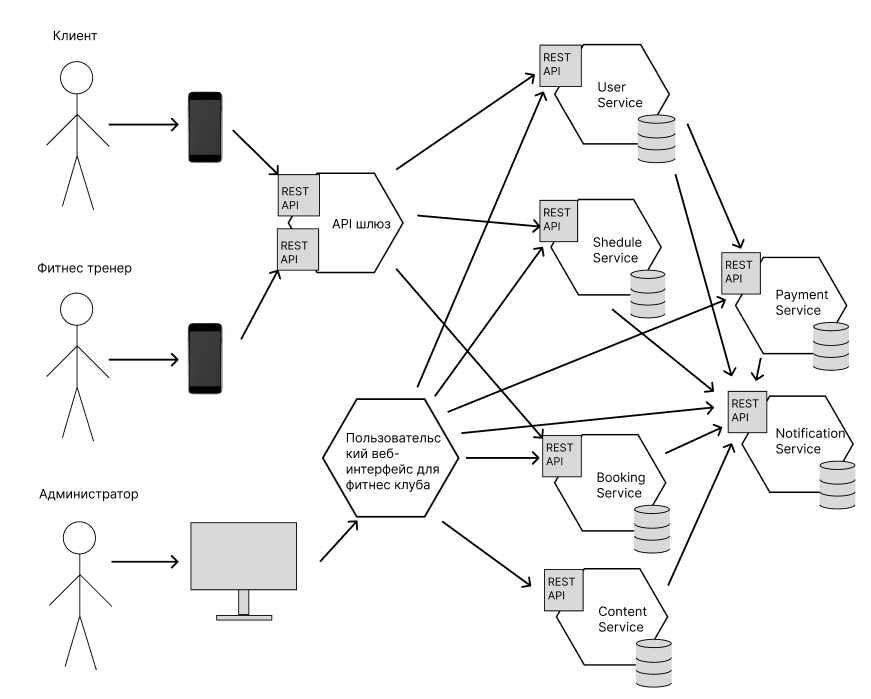 Клиент
REST
API
User
Service
REST
API
API шлюз
REST
API
REST
API
Shedule
Service
Фитнес тренер
REST
API
Payment
Service
REST
API
Notification
Service
Пользовательс
кий веб-
интерфейс для
фитнес клуба
REST
API
Booking
Service
Администратор
REST
API
Content
Service